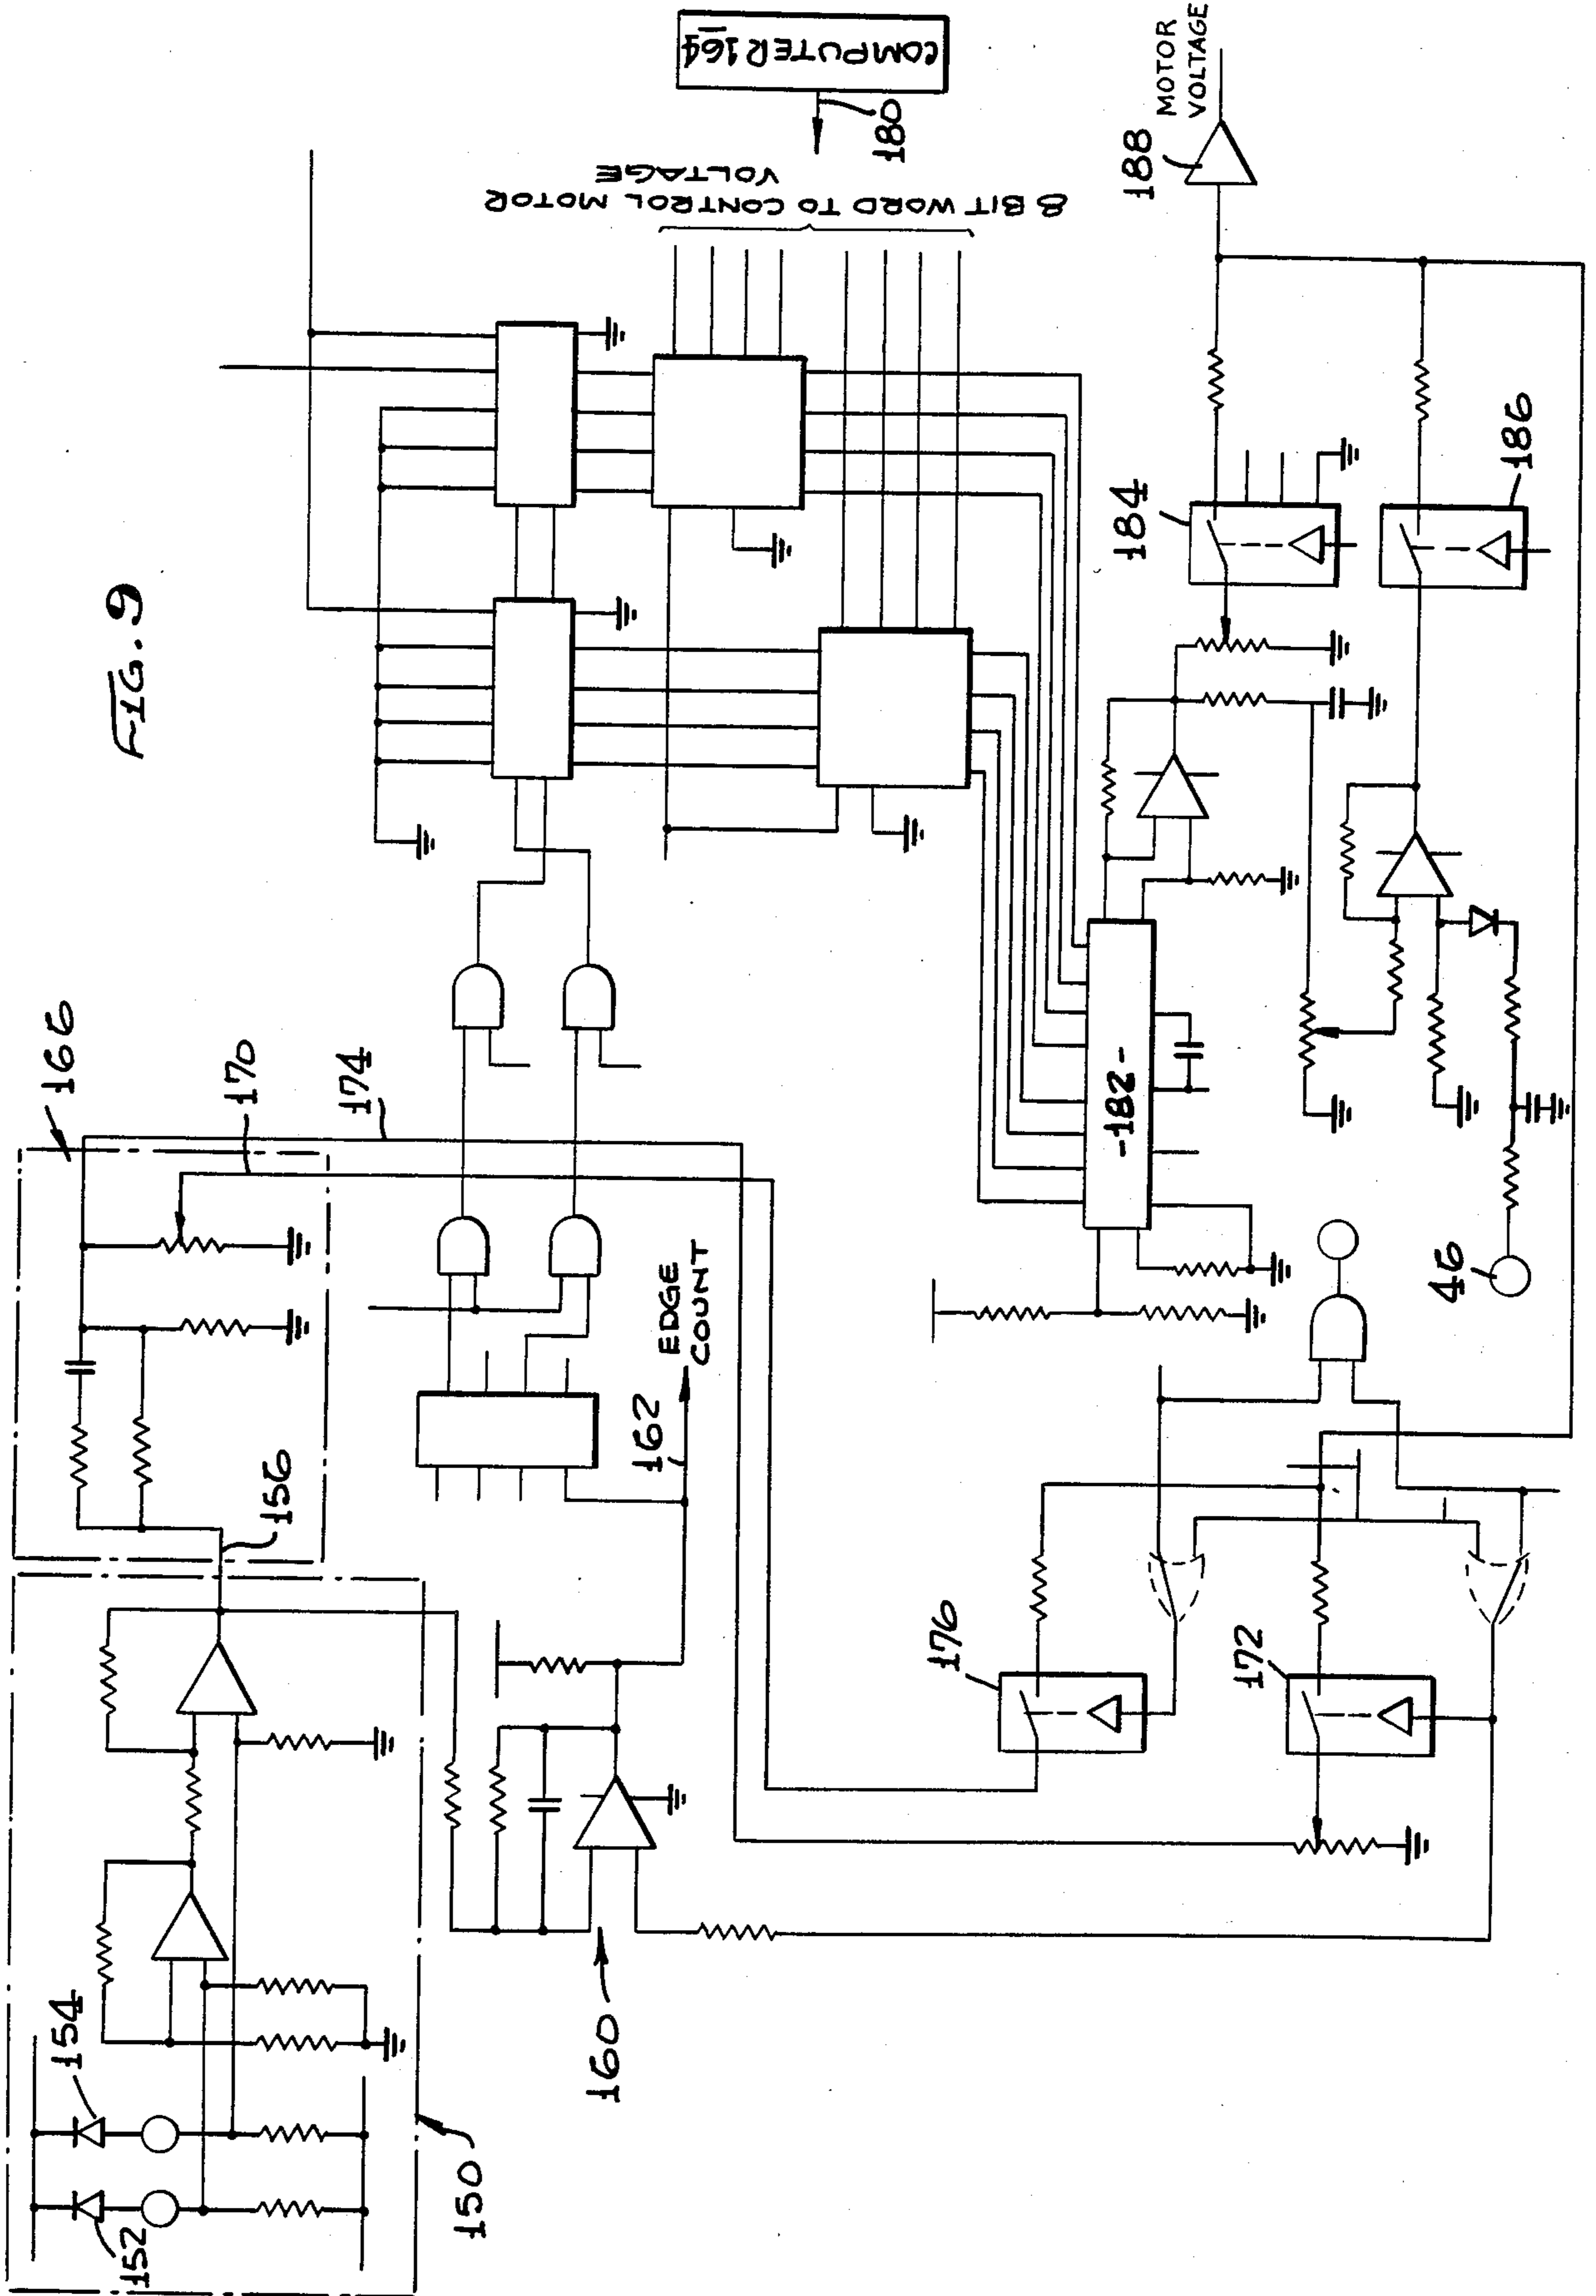 FIG. 9
COMPUTER 164
180
8 BIT WORD TO CONTROL MOTOR
VOLTAGE
MOTOR
VOLTAGE
188
184
186
166
170
174
156
162
EDGE
COUNT
-182-
46
154
152
150
160
176
172